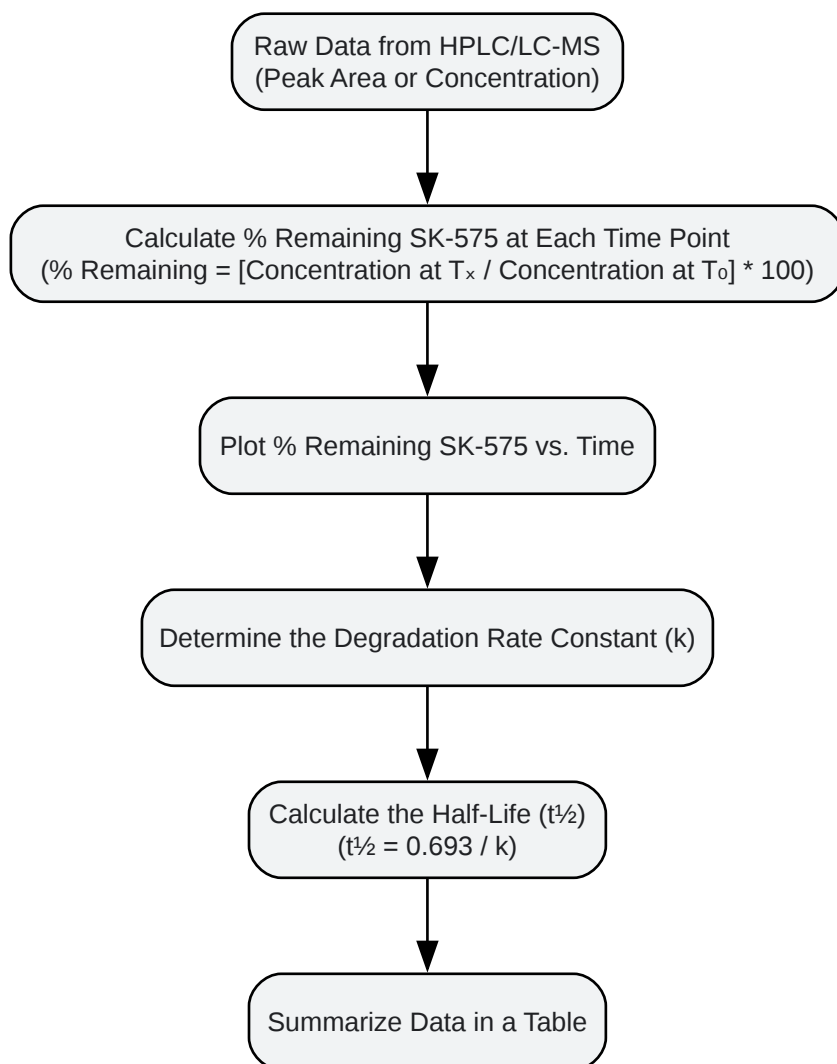 Raw Data from HPLC/LC-MS
(Peak Area or Concentration)
Calculate % Remaining SK-575 at Each Time Point
(% Remaining = [Concentration at Tₓ / Concentration at T₀] * 100)
Plot % Remaining SK-575 vs. Time
Determine the Degradation Rate Constant (k)
Calculate the Half-Life (t½)
(t½ = 0.693 / k)
Summarize Data in a Table